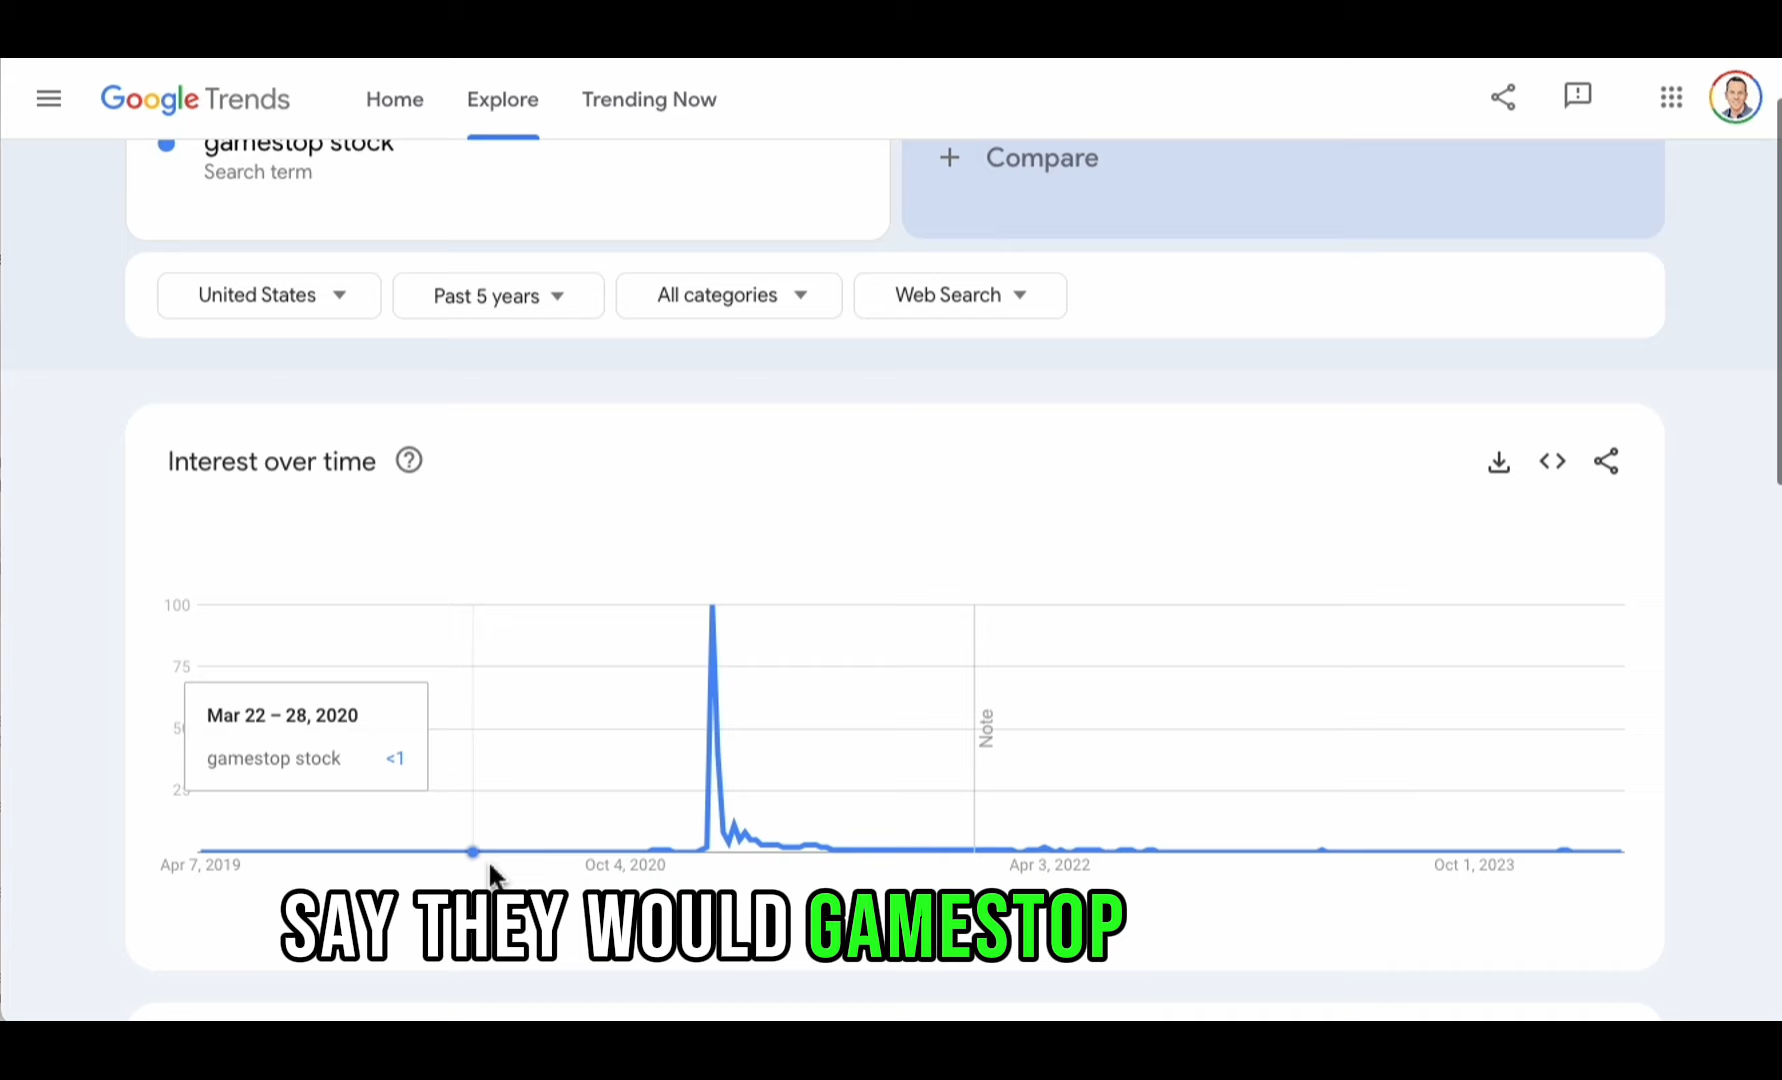 Google Trends Home Explore Trending Now
gamestop stock
Search term
+ Compare
United States Past 5 years All categories Web Search
Interest over time
100
75
Mar 22 – 28, 2020
gamestop stock <1
Note
Apr 7, 2019 Oct 4, 2020 Apr 3, 2022 Oct 1, 2023
SAY THEY WOULD GAMESTOP